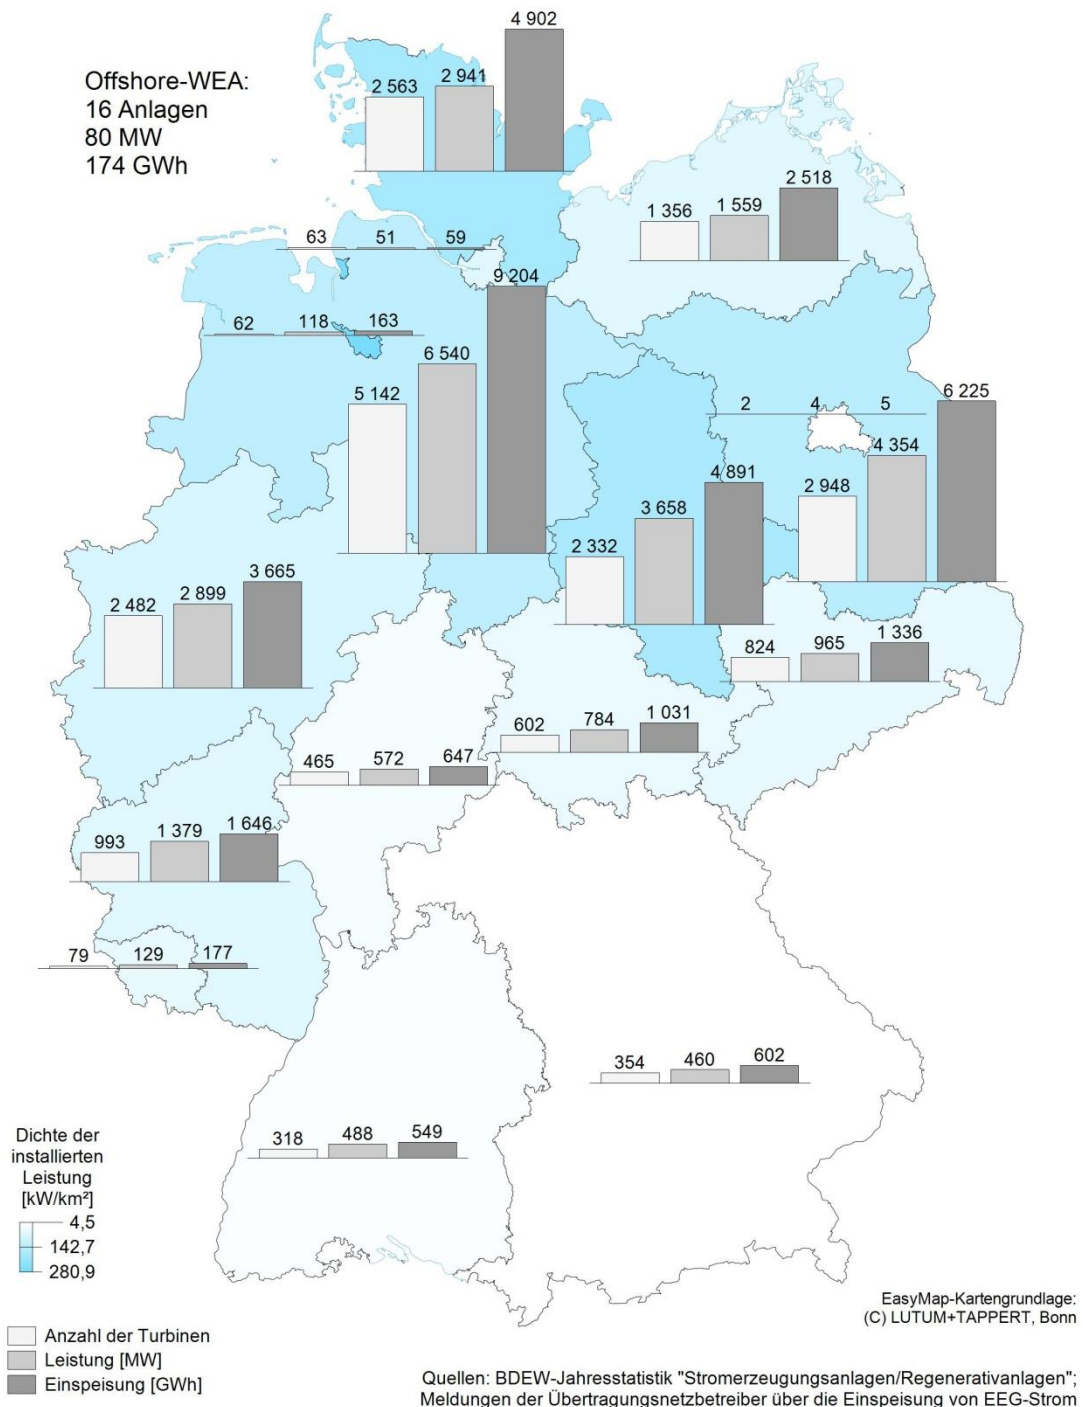 4 902
2 941
2 563
Offshore-WEA:
16 Anlagen
80 MW
174 GWh
2 518
1 559
1 356
63 51 59
9 204
62 118 163
6 540
5 142
2 4 5
6 225
4 354
2 948
4 891
3 658
2 332
3 665
2 899
2 482
824 965 1 336
602 784 1 031
465 572 647
993 1 379 1 646
79 129 177
354 460 602
318 488 549
Dichte der
installierten
Leistung
[kW/km²]
4,5
142,7
280,9
EasyMap-Kartengrundlage:
(C) LUTUM+TAPPERT, Bonn
Anzahl der Turbinen
Leistung [MW]
Einspeisung [GWh]
Quellen: BDEW-Jahresstatistik "Stromerzeugungsanlagen/Regenerativanlagen";
Meldungen der Übertragungsnetzbetreiber über die Einspeisung von EEG-Strom